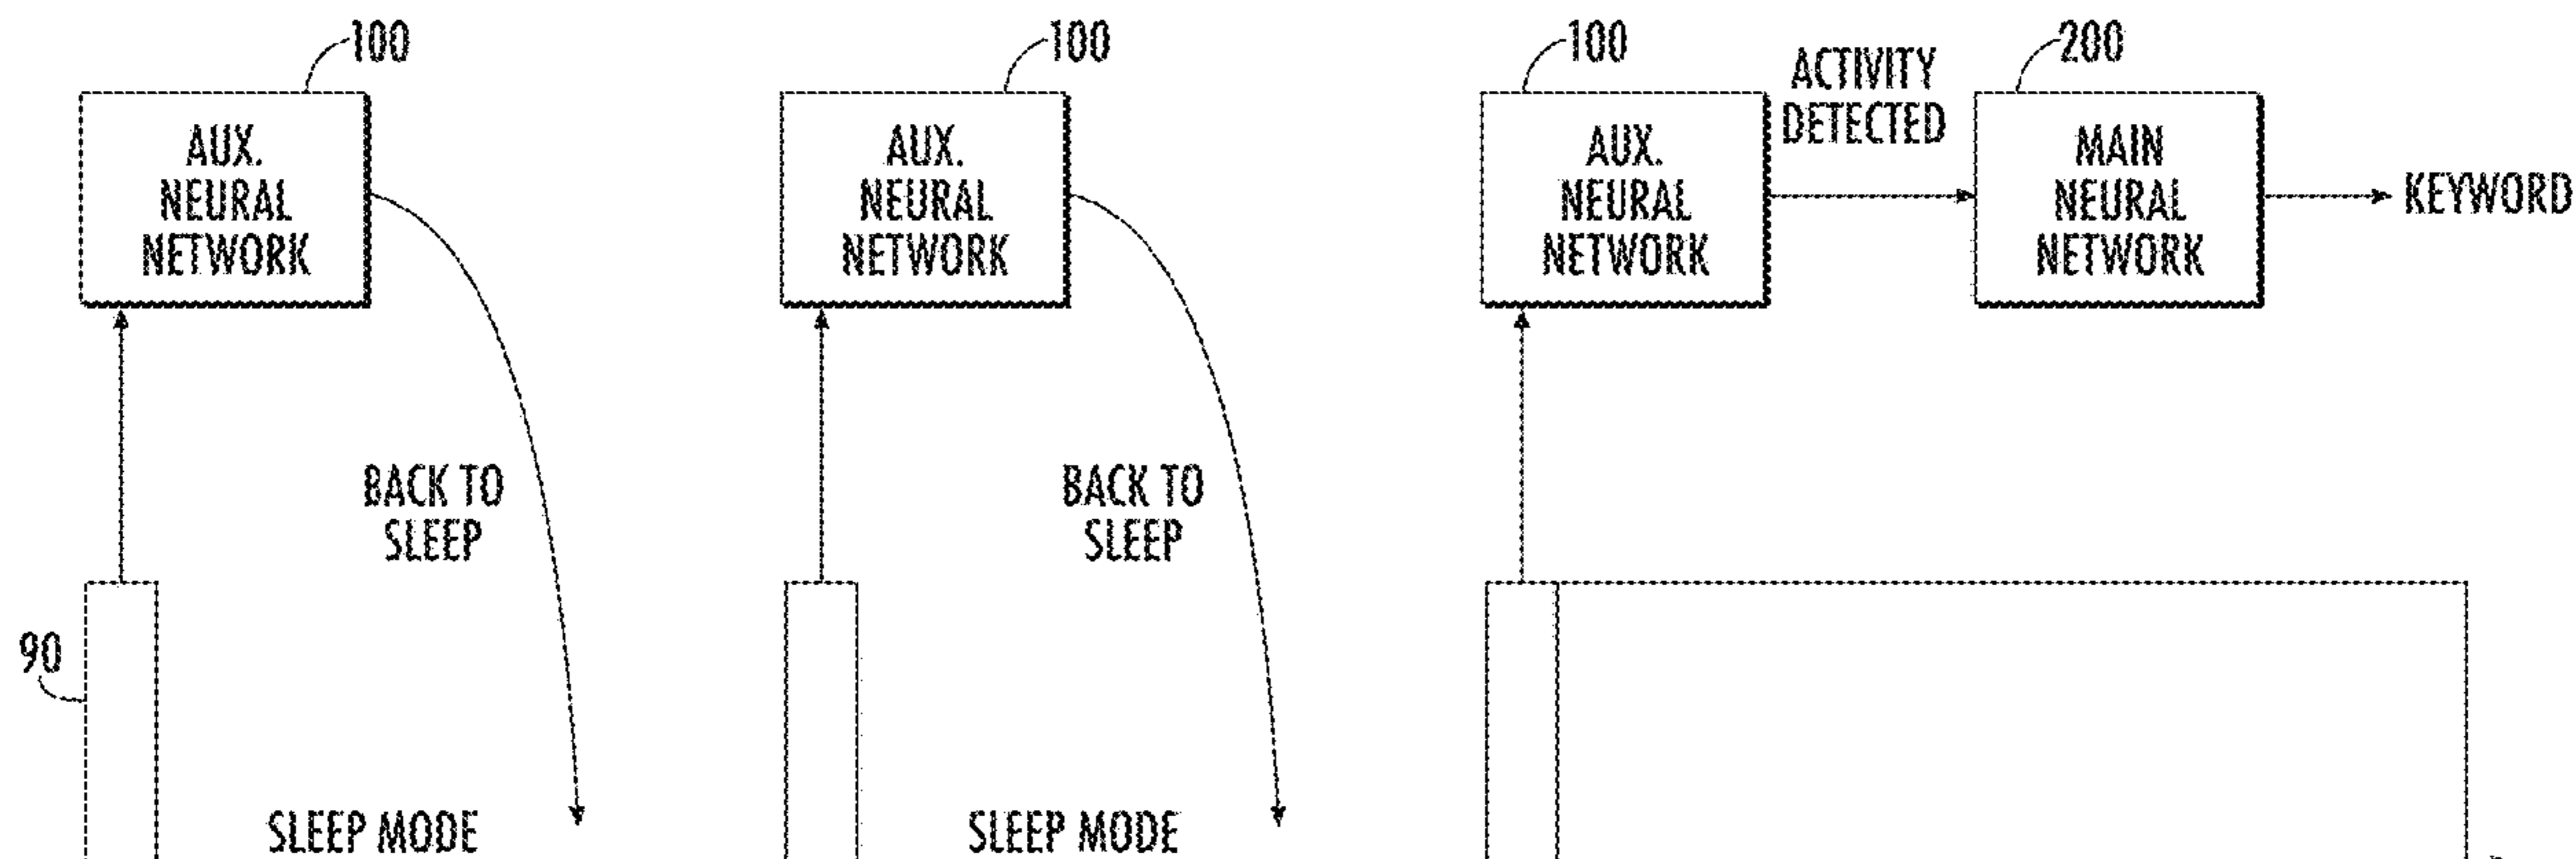 100
100
100
200
AUX.
NEURAL
NETWORK
AUX.
NEURAL
NETWORK
AUX.
NEURAL
NETWORK
ACTIVITY
DETECTED
MAIN
NEURAL
NETWORK
KEYWORD
BACK TO
SLEEP
BACK TO
SLEEP
90
SLEEP MODE
SLEEP MODE